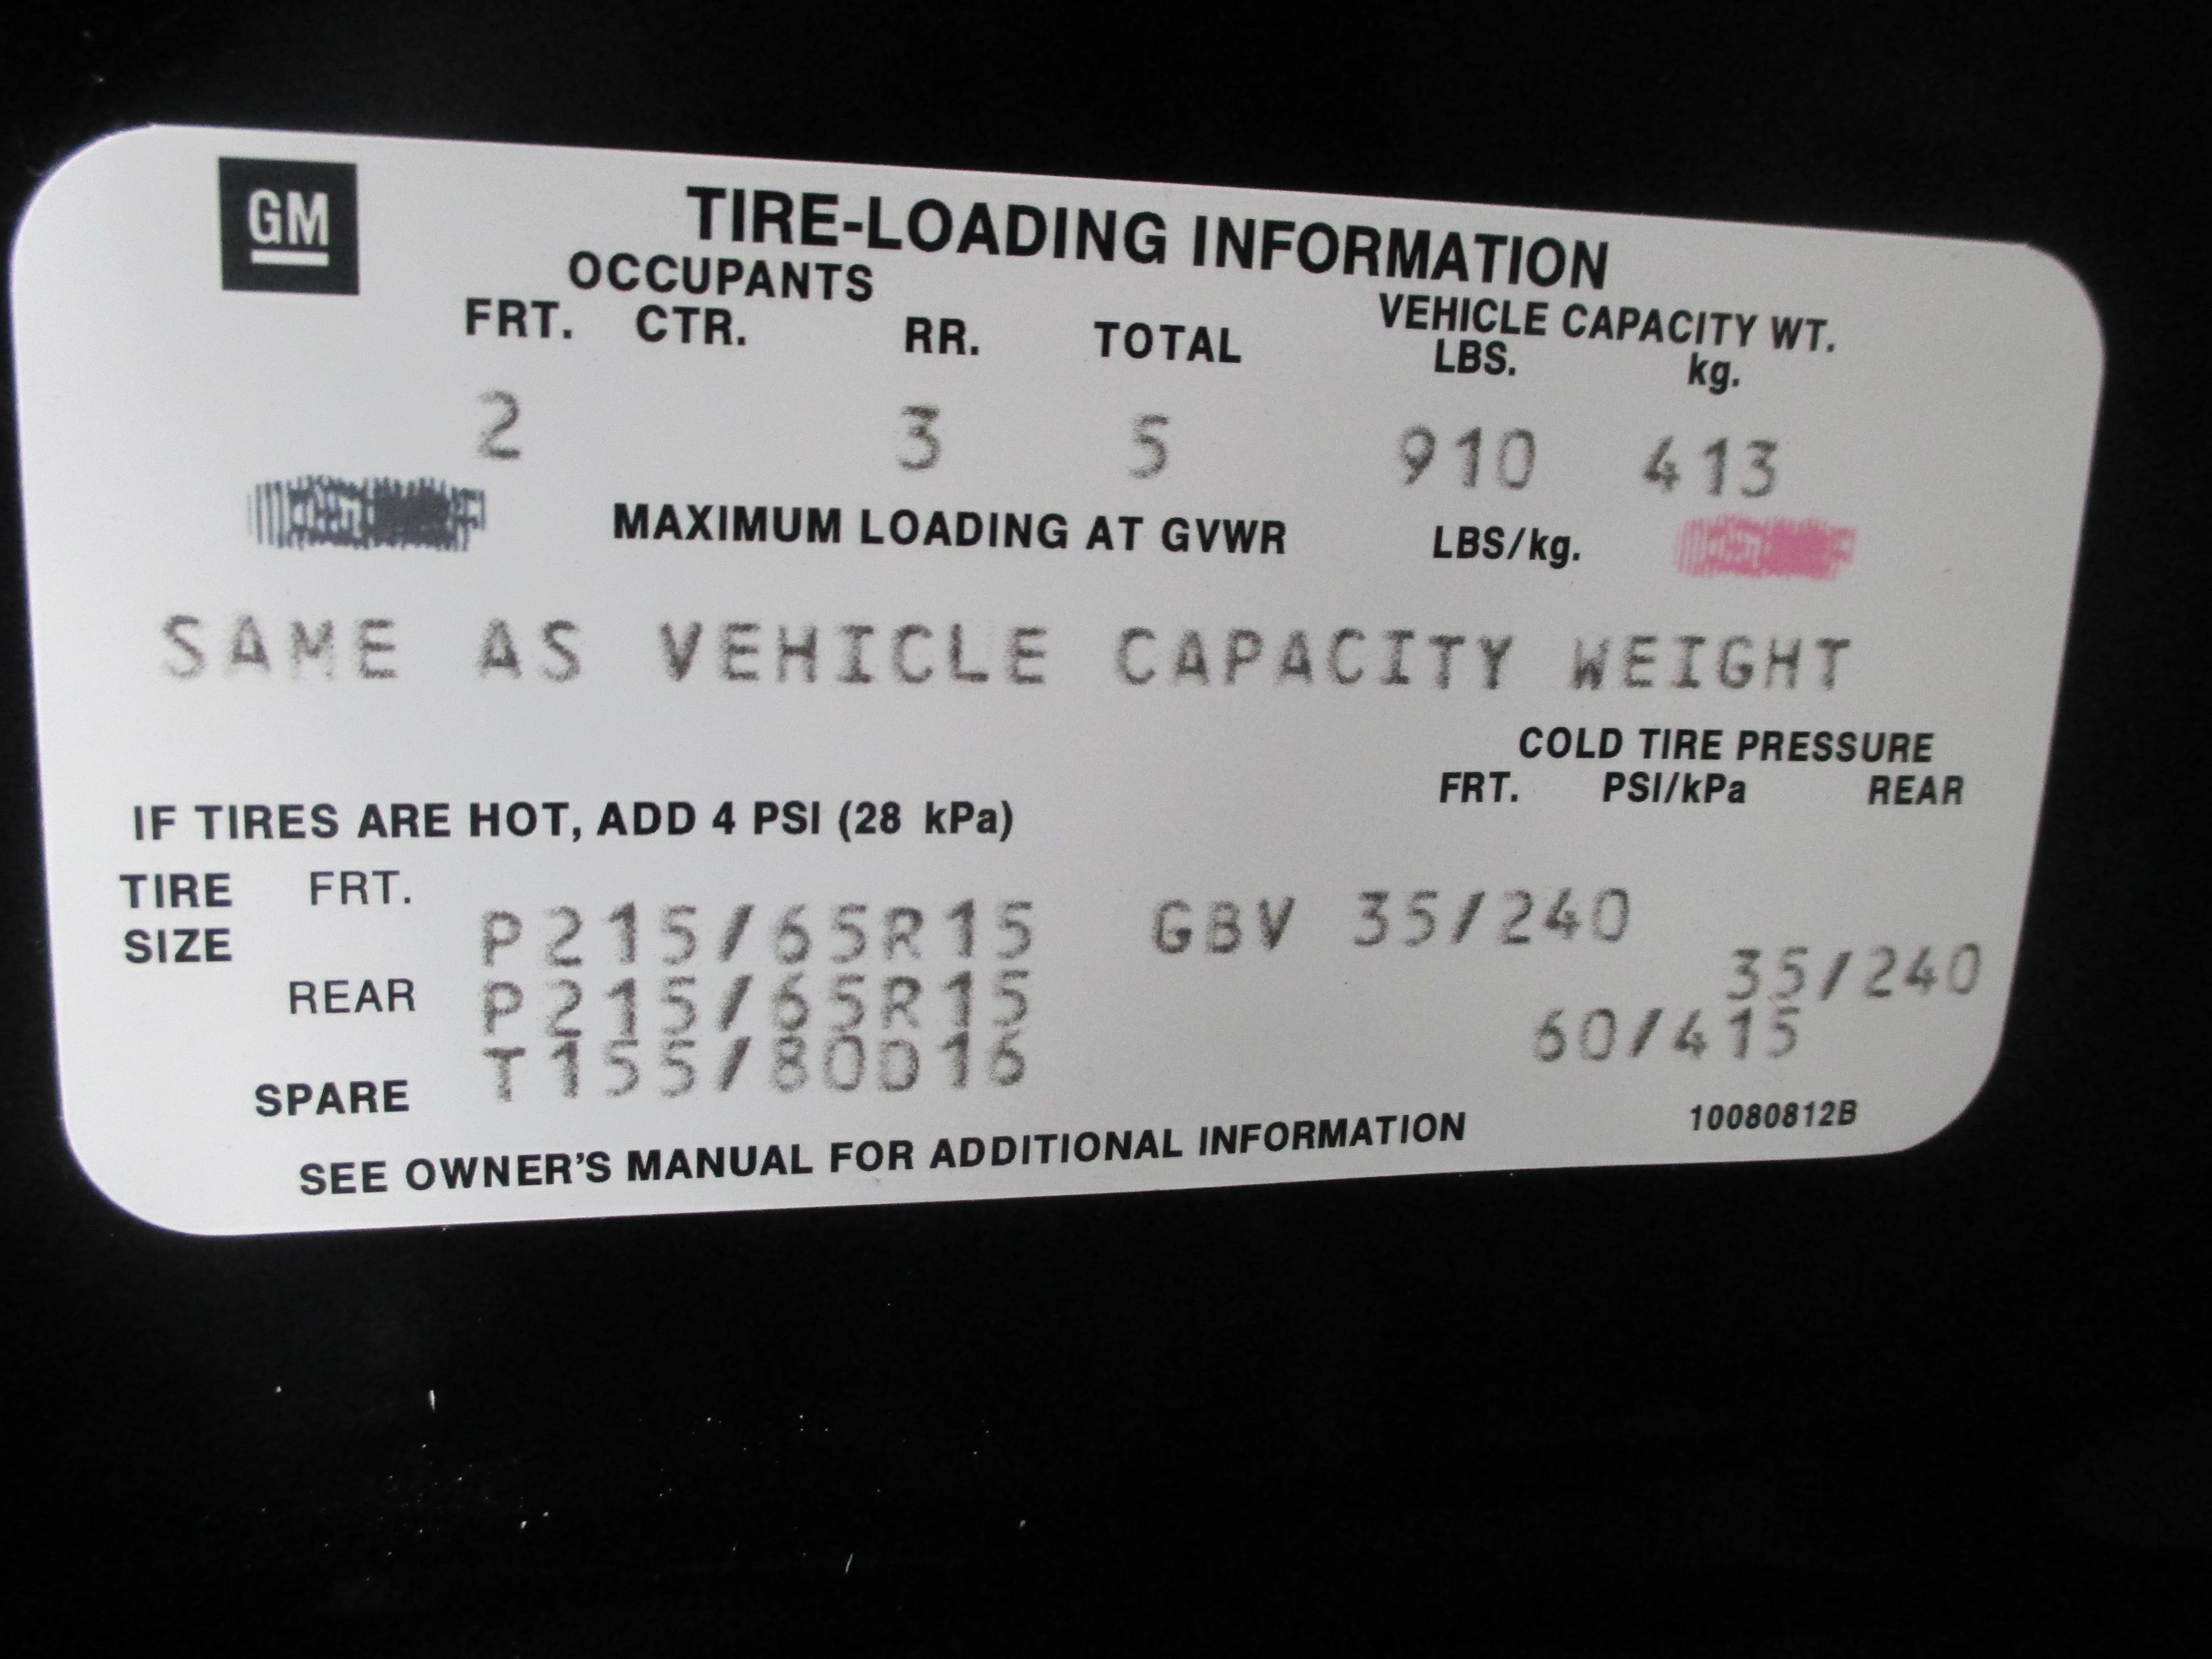 GM
TIRE-LOADING INFORMATION
OCCUPANTS
VEHICLE CAPACITY WT.
FRT. CTR. RR. TOTAL LBS. kg.
2 3 5 910 413
MAXIMUM LOADING AT GVWR LBS/kg.
SAME AS VEHICLE CAPACITY WEIGHT
COLD TIRE PRESSURE
FRT. PSI/kPa REAR
IF TIRES ARE HOT, ADD 4 PSI (28 kPa)
TIRE SIZE FRT. P215/65R15 GBV 35/240
REAR P215/65R15 35/240
SPARE T155/80D16 60/415
10080812B
SEE OWNER'S MANUAL FOR ADDITIONAL INFORMATION